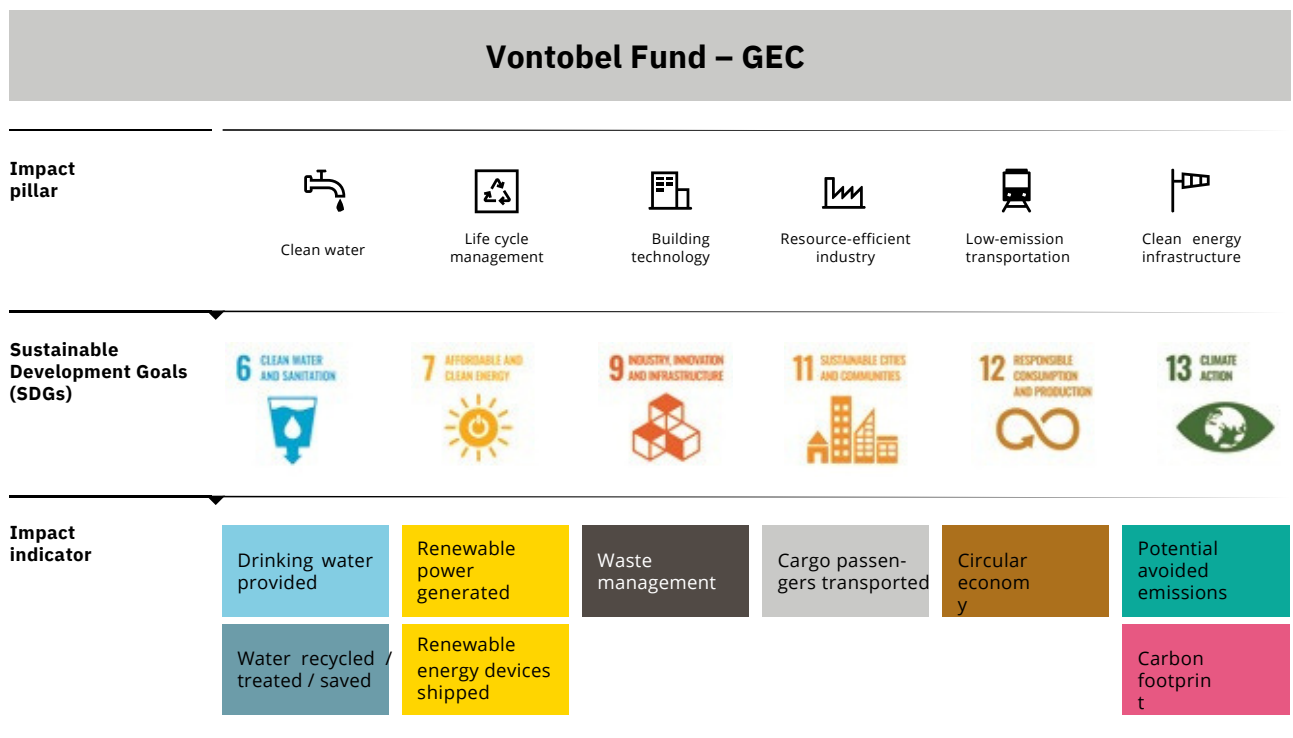 Vontobel Fund – GEC
Impact
pillar
Clean water
Life cycle
management
Building
technology
Resource-efficient
industry
Low-emission
transportation
Clean energy
infrastructure
Sustainable
Development Goals
(SDGs)
6 CLEAN WATER
AND SANITATION
7 AFFORDABLE AND
CLEAN ENERGY
9 INDUSTRY, INNOVATION
AND INFRASTRUCTURE
11 SUSTAINABLE CITIES
AND COMMUNITIES
12 RESPONSIBLE
CONSUMPTION
AND PRODUCTION
13 CLIMATE
ACTION
Impact
indicator
Drinking water
provided
Renewable
power
generated
Waste
management
Cargo passen-
gers transported
Circular
econom
y
Potential
avoided
emissions
Water recycled /
treated / saved
Renewable
energy devices
shipped
Carbon
footprin
t